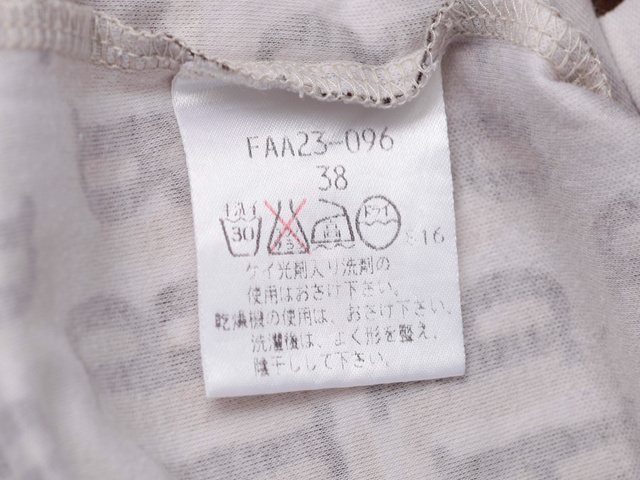 FAA23-096
38
30 ドライ
816
ケイ光剤入り洗剤の
使用はおさけ下さい。
乾燥機の使用は、おさけ下さい。
洗濯後は、よく形を整え、
陰干しして下さい。